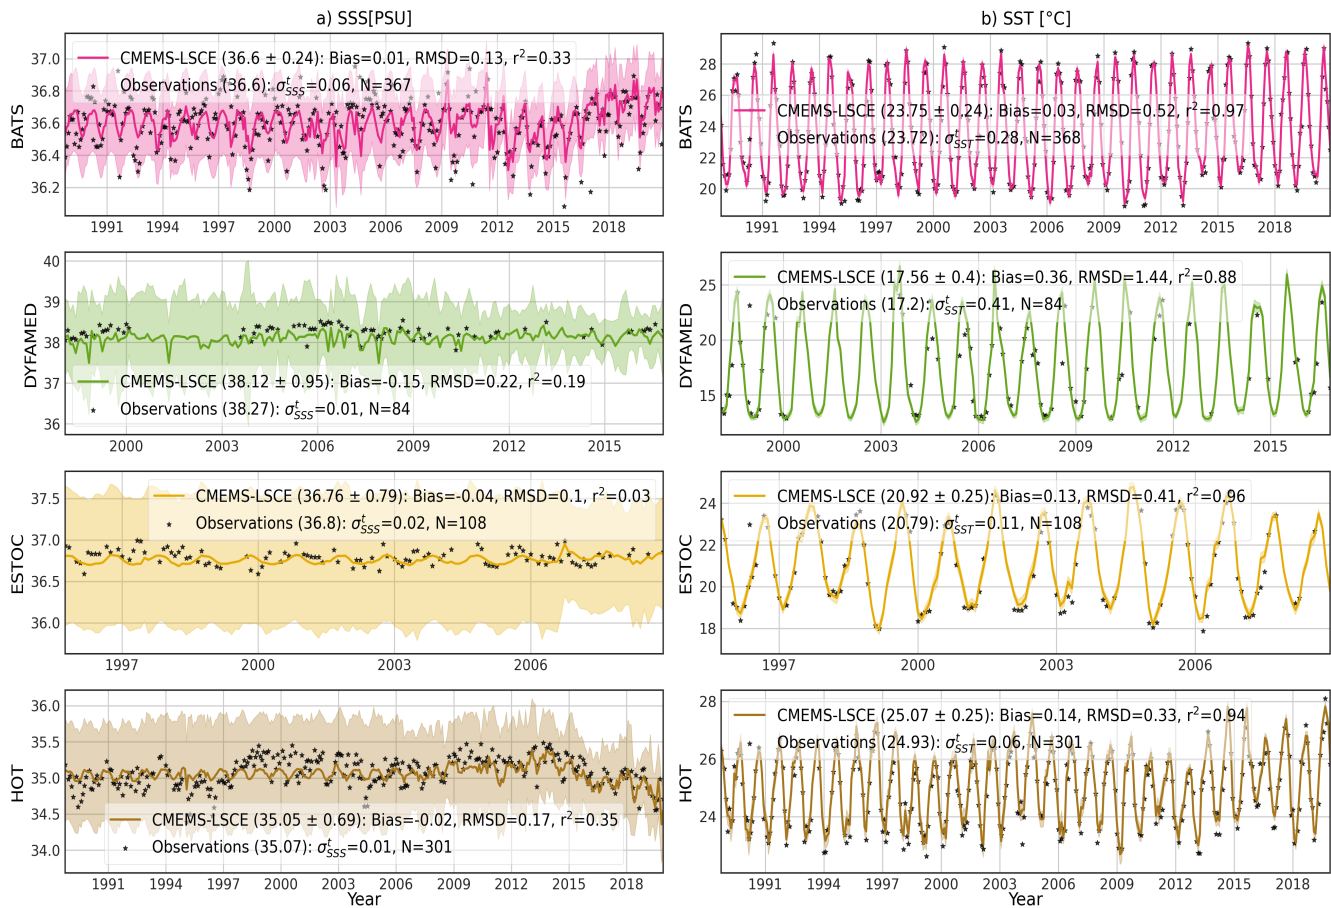 a) SSS[PSU]
37.0
36.8
36.6
36.4
36.2
BATS
CMEMS-LSCE (36.6 ± 0.24): Bias=0.01, RMSD=0.13, r²=0.33
Observations (36.6): σᵗSSS=0.06, N=367
1991 1994 1997 2000 2003 2006 2009 2012 2015 2018
b) SST [°C]
28
26
24
22
20
BATS
CMEMS-LSCE (23.75 ± 0.24): Bias=0.03, RMSD=0.52, r²=0.97
Observations (23.72): σᵗSST=0.28, N=368
1991 1994 1997 2000 2003 2006 2009 2012 2015 2018
40
39
38
37
36
DYFAMED
CMEMS-LSCE (38.12 ± 0.95): Bias=-0.15, RMSD=0.22, r²=0.19
Observations (38.27): σᵗSSS=0.01, N=84
2000 2003 2006 2009 2012 2015
25
20
15
DYFAMED
CMEMS-LSCE (17.56 ± 0.4): Bias=0.36, RMSD=1.44, r²=0.88
Observations (17.2): σᵗSST=0.41, N=84
2000 2003 2006 2009 2012 2015
37.5
37.0
36.5
36.0
ESTOC
CMEMS-LSCE (36.76 ± 0.79): Bias=-0.04, RMSD=0.1, r²=0.03
Observations (36.8): σᵗSSS=0.02, N=108
1997 2000 2003 2006
24
22
20
18
ESTOC
CMEMS-LSCE (20.92 ± 0.25): Bias=0.13, RMSD=0.41, r²=0.96
Observations (20.79): σᵗSST=0.11, N=108
1997 2000 2003 2006
36.0
35.5
35.0
34.5
34.0
HOT
CMEMS-LSCE (35.05 ± 0.69): Bias=-0.02, RMSD=0.17, r²=0.35
Observations (35.07): σᵗSSS=0.01, N=301
1991 1994 1997 2000 2003 2006 2009 2012 2015 2018
Year
28
26
24
HOT
CMEMS-LSCE (25.07 ± 0.25): Bias=0.14, RMSD=0.33, r²=0.94
Observations (24.93): σᵗSST=0.06, N=301
1991 1994 1997 2000 2003 2006 2009 2012 2015 2018
Year